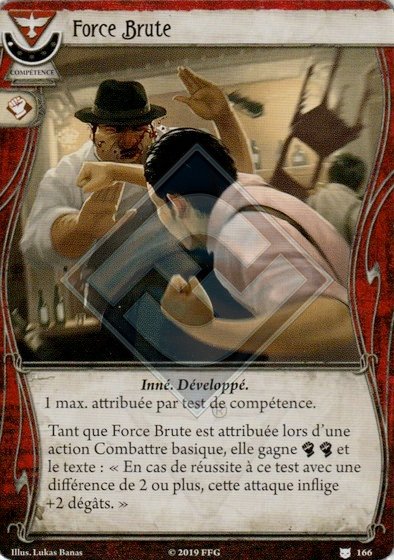 Force Brute
COMPÉTENCE
Inné. Développé.
1 max. attribuée par test de compétence.
Tant que Force Brute est attribuée lors d'une
action Combattre basique, elle gagne et
le texte : « En cas de réussite à ce test avec une
différence de 2 ou plus, cette attaque inflige
+2 dégâts. »
Illus. Lukas Banas © 2019 FFG 166